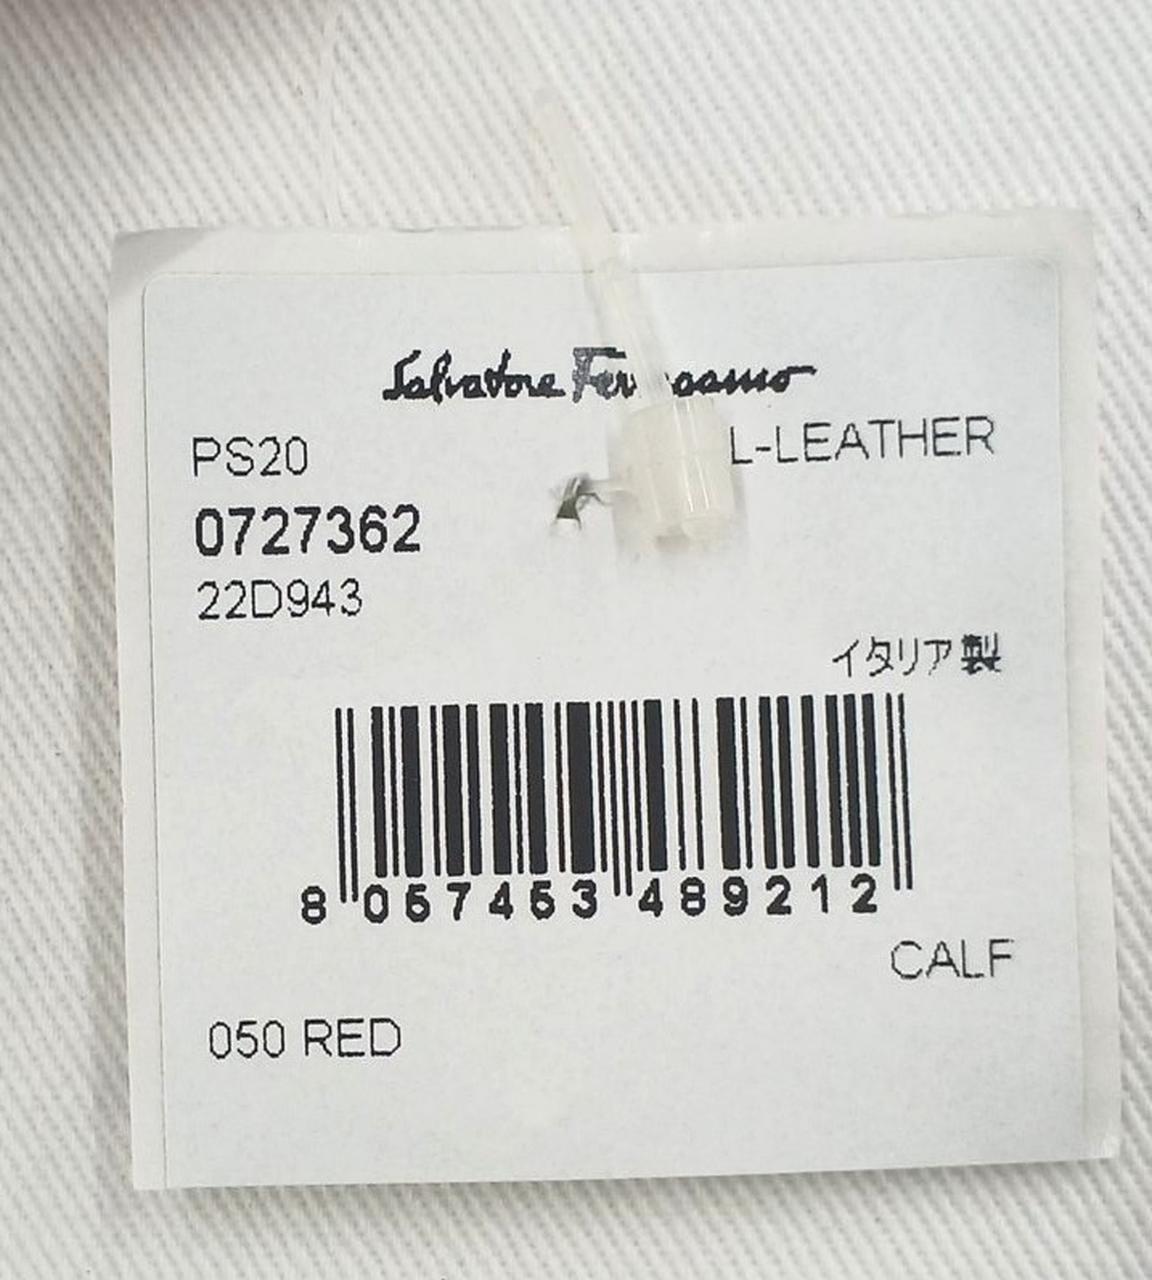 Salvatore Ferragamo
PS20 L-LEATHER
0727362
22D943
イタリア製
8 057453 489212
CALF
050 RED